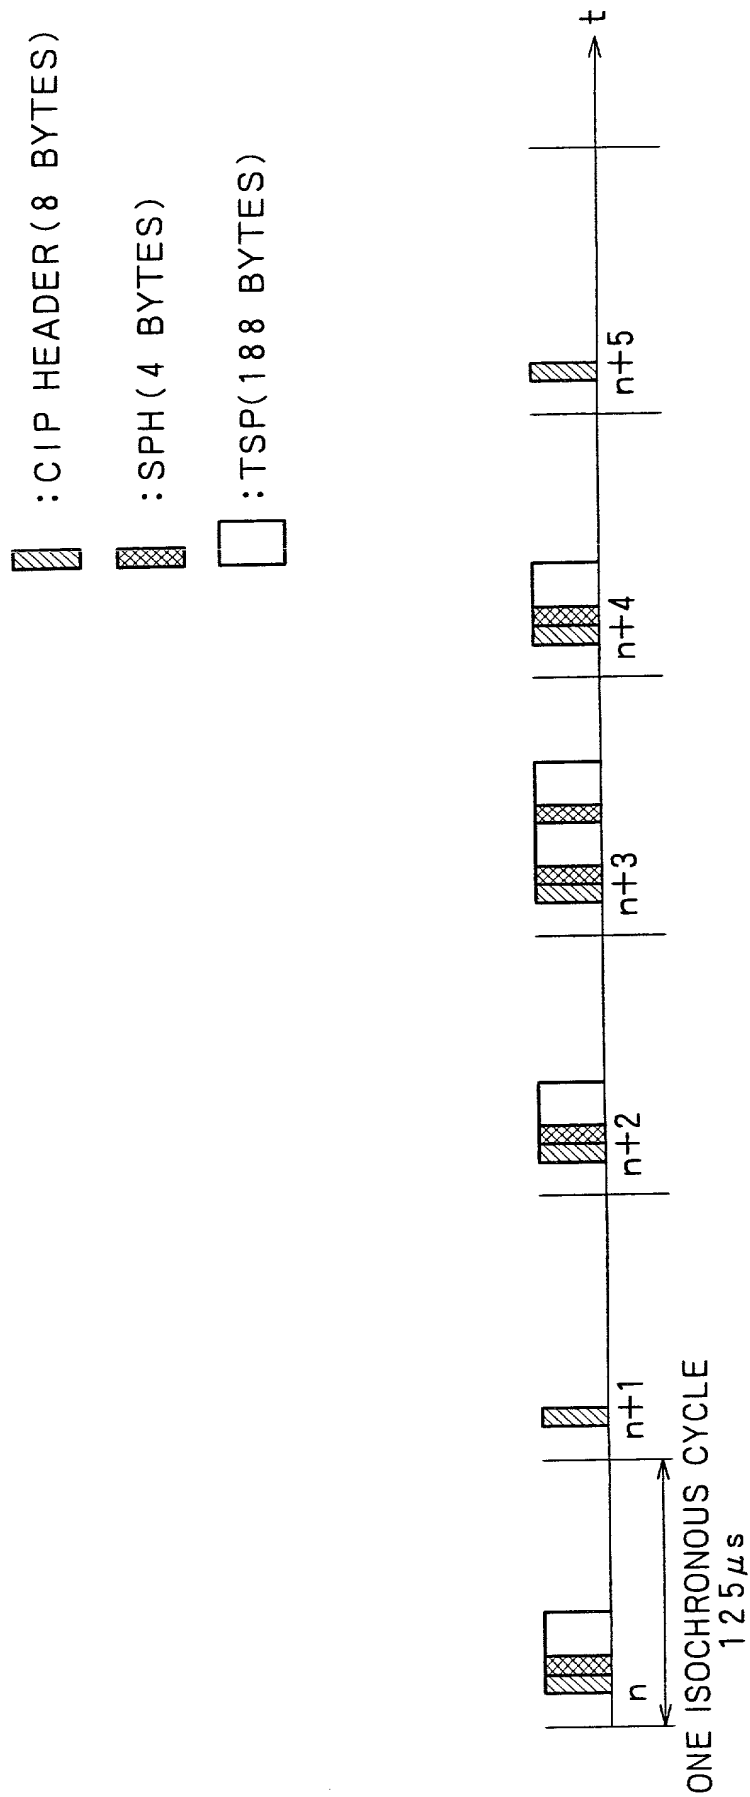 :CIP HEADER(8 BYTES)
:SPH(4 BYTES)
:TSP(188 BYTES)
n
n+1
n+2
n+3
n+4
n+5
t
ONE ISOCHRONOUS CYCLE
125μs